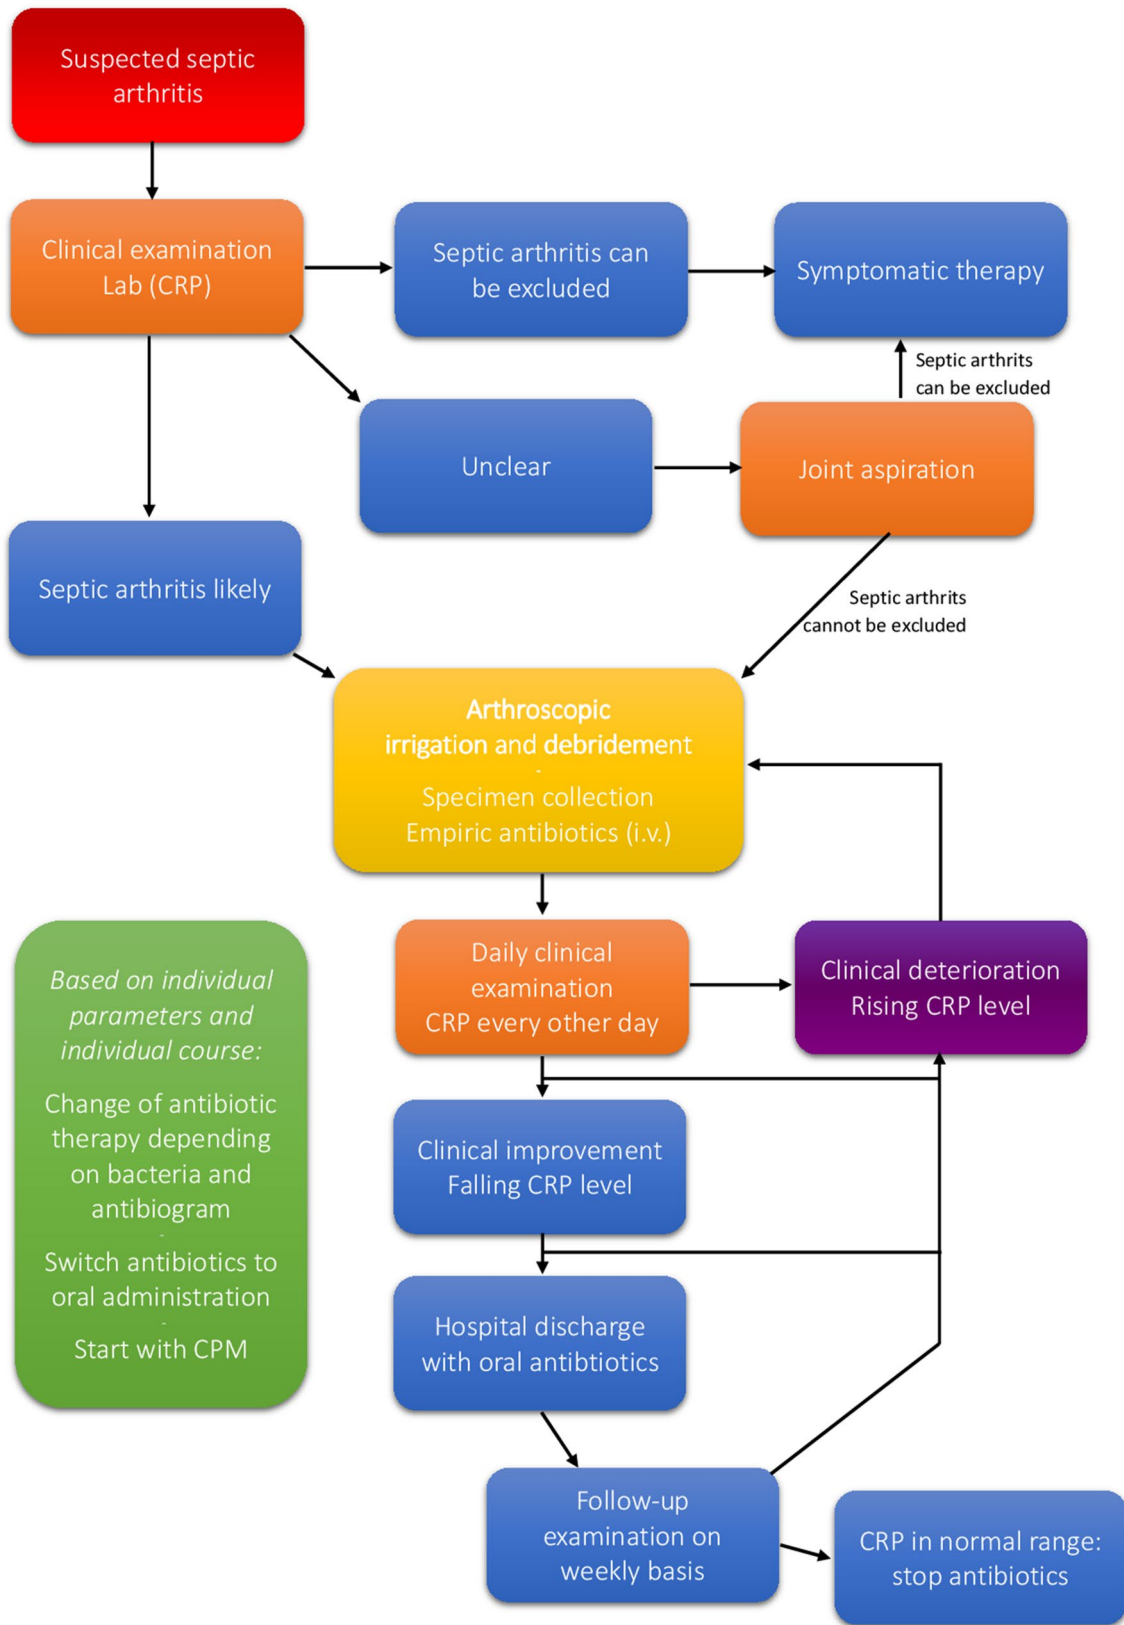 Suspected septic
arthritis
Clinical examination
Lab (CRP)
Septic arthritis can
be excluded
Symptomatic therapy
Septic arthrits
can be excluded
Unclear
Joint aspiration
Septic arthritis likely
Septic arthrits
cannot be excluded
Arthroscopic
irrigation and debridement
-
Specimen collection
Empiric antibiotics (i.v.)
Daily clinical
examination
CRP every other day
Clinical deterioration
Rising CRP level
Based on individual
parameters and
individual course:
Change of antibiotic
therapy depending
on bacteria and
antibiogram
-
Switch antibiotics to
oral administration
-
Start with CPM
Clinical improvement
Falling CRP level
Hospital discharge
with oral antibtiotics
Follow-up
examination on
weekly basis
CRP in normal range:
stop antibiotics